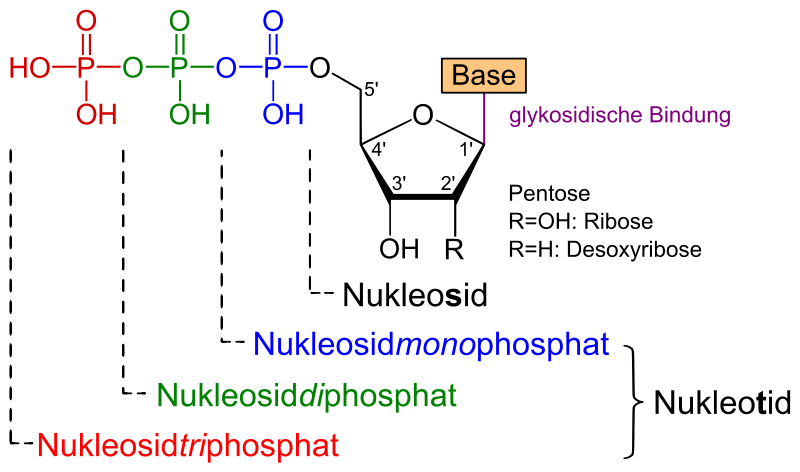 O O O
HO P O P O P O Base
OH OH OH 5' O glykosidische Bindung
4' 1'
3' 2' Pentose
R=OH: Ribose
OH R R=H: Desoxyribose
Nukleosid
Nukleosidmonophosphat
Nukleosiddiphosphat Nukleotid
Nukleosidtriphosphat